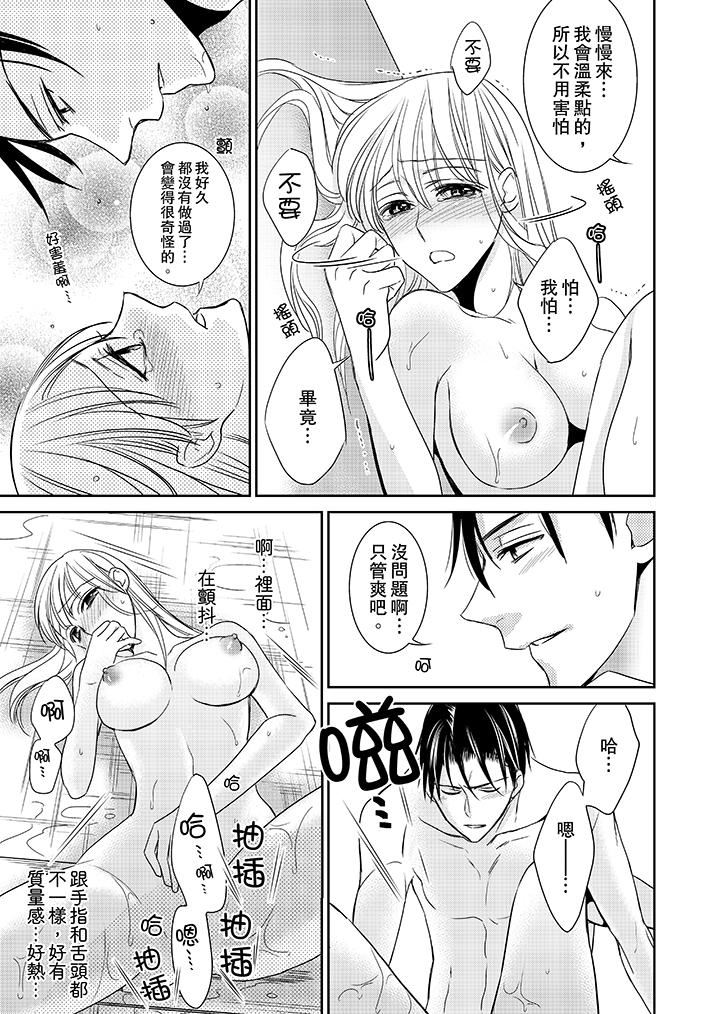 慢慢來…
我會溫柔點的，
所以不用害怕
不要
搖頭
哈…
怕…
我怕…
不要
哈…
搖頭
畢竟…
顫
我好久
都沒有做過了…
會變得很奇怪的。
好害羞啊…
沒問題啊…
只管爽吧。
呵
哈…
嗯——
嗞…
啊…裡面…
在顫抖…
啊…
啊…
哈
哈…
啊…
嗯…
抽插
抽插
哈
哈
抽插
跟手指和舌頭都
不一樣，好有
質量感…好熱…